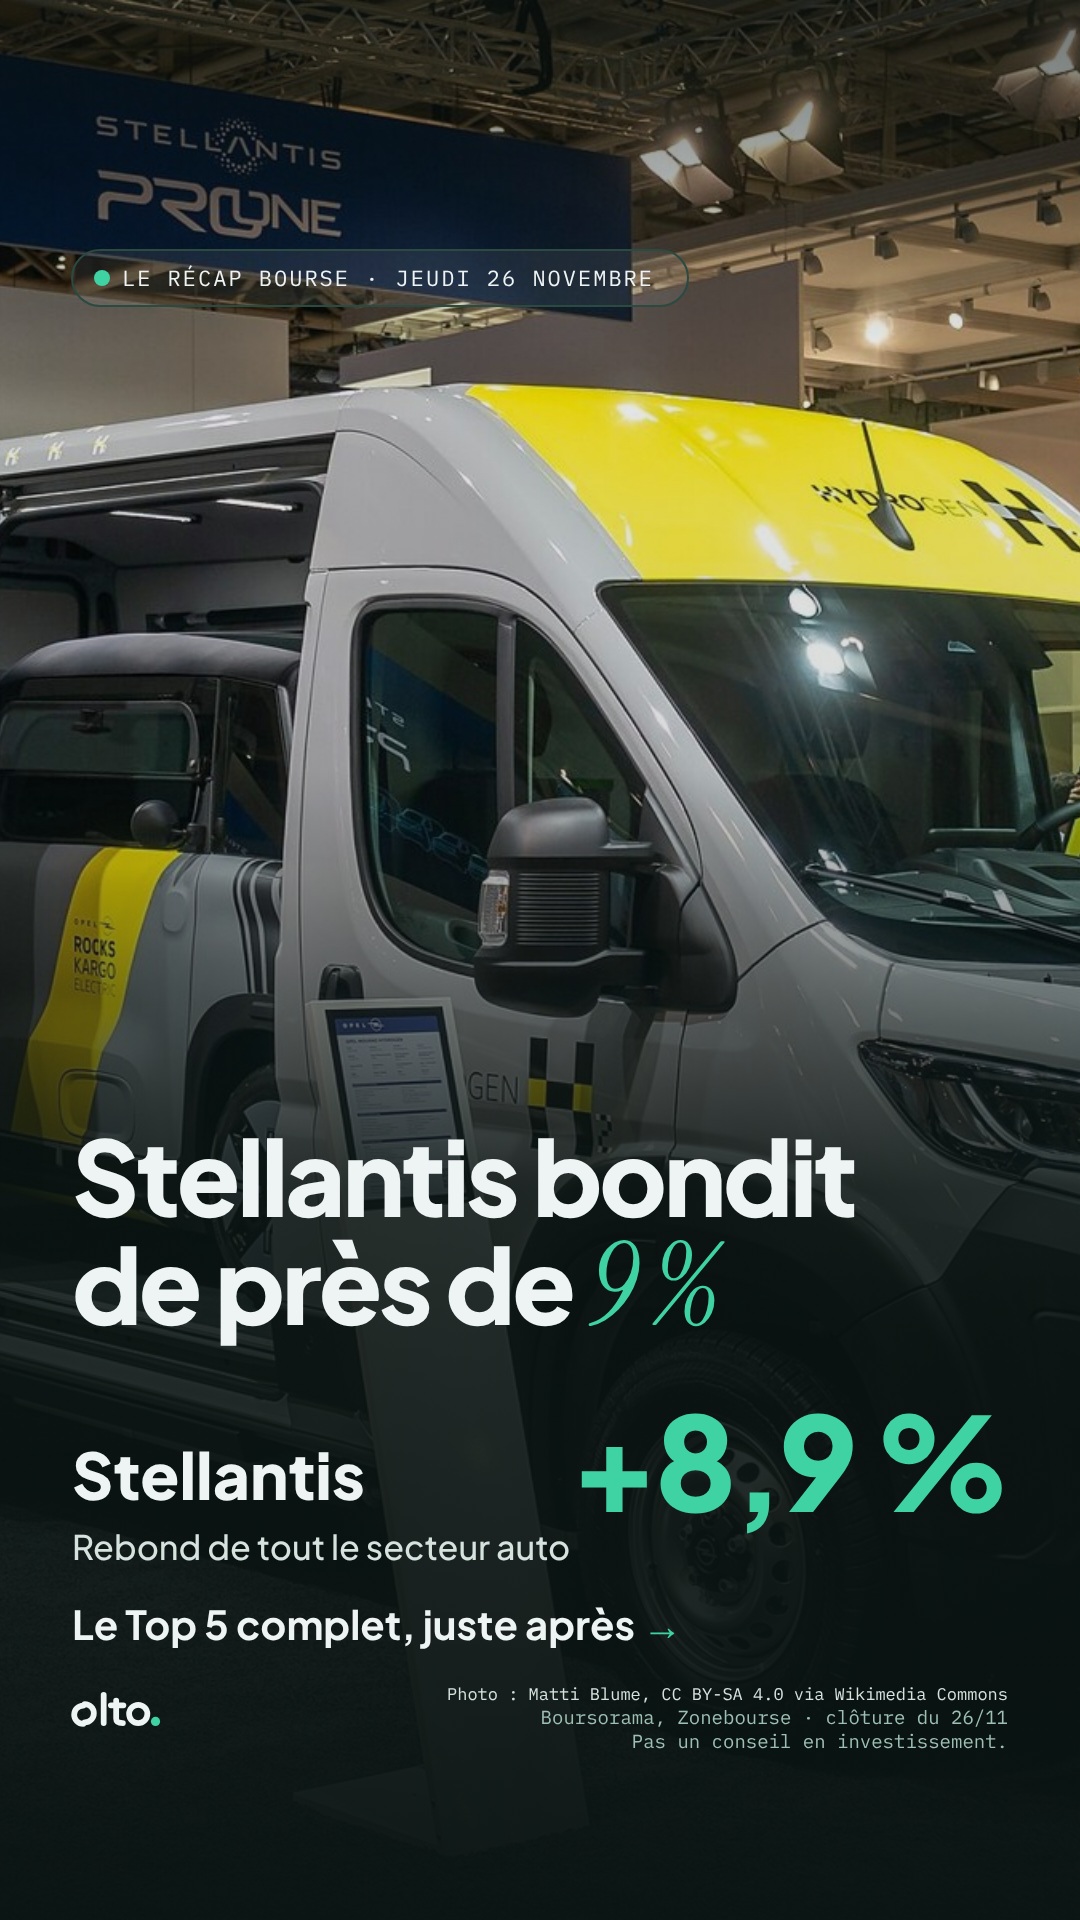 STELLANTIS
PRO ONE
LE RÉCAP BOURSE · JEUDI 26 NOVEMBRE
K K K
HYDROGEN H
OPEL
ROCKS
KARGO
ELECTRIC
OPEL
GEN
Stellantis bondit
de près de 9 %
+8,9 %
Stellantis
Rebond de tout le secteur auto
Le Top 5 complet, juste après →
olto.
Photo : Matti Blume, CC BY-SA 4.0 via Wikimedia Commons
Boursorama, Zonebourse · clôture du 26/11
Pas un conseil en investissement.